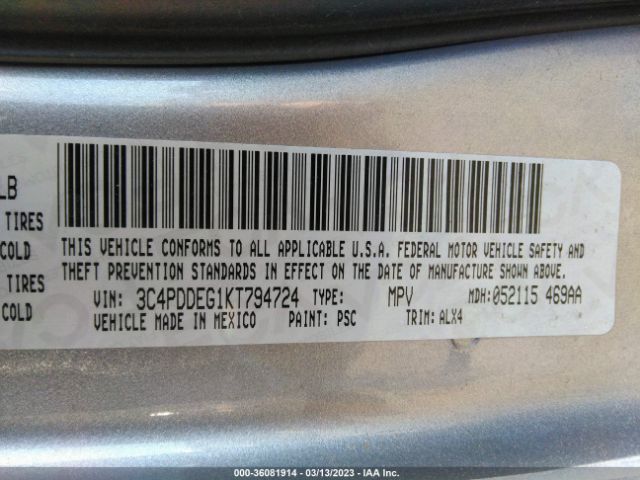 LB
TIRES
COLD
TIRES
COLD
THIS VEHICLE CONFORMS TO ALL APPLICABLE U.S.A. FEDERAL MOTOR VEHICLE SAFETY AND
THEFT PREVENTION STANDARDS IN EFFECT ON THE DATE OF MANUFACTURE SHOWN ABOVE.
VIN: 3C4PDDEG1KT794724 TYPE: MPV MDH:052115 469AA
VEHICLE MADE IN MEXICO PAINT: PSC TRIM: ALX4
000-36081914 — 03/13/2023 — IAA Inc.